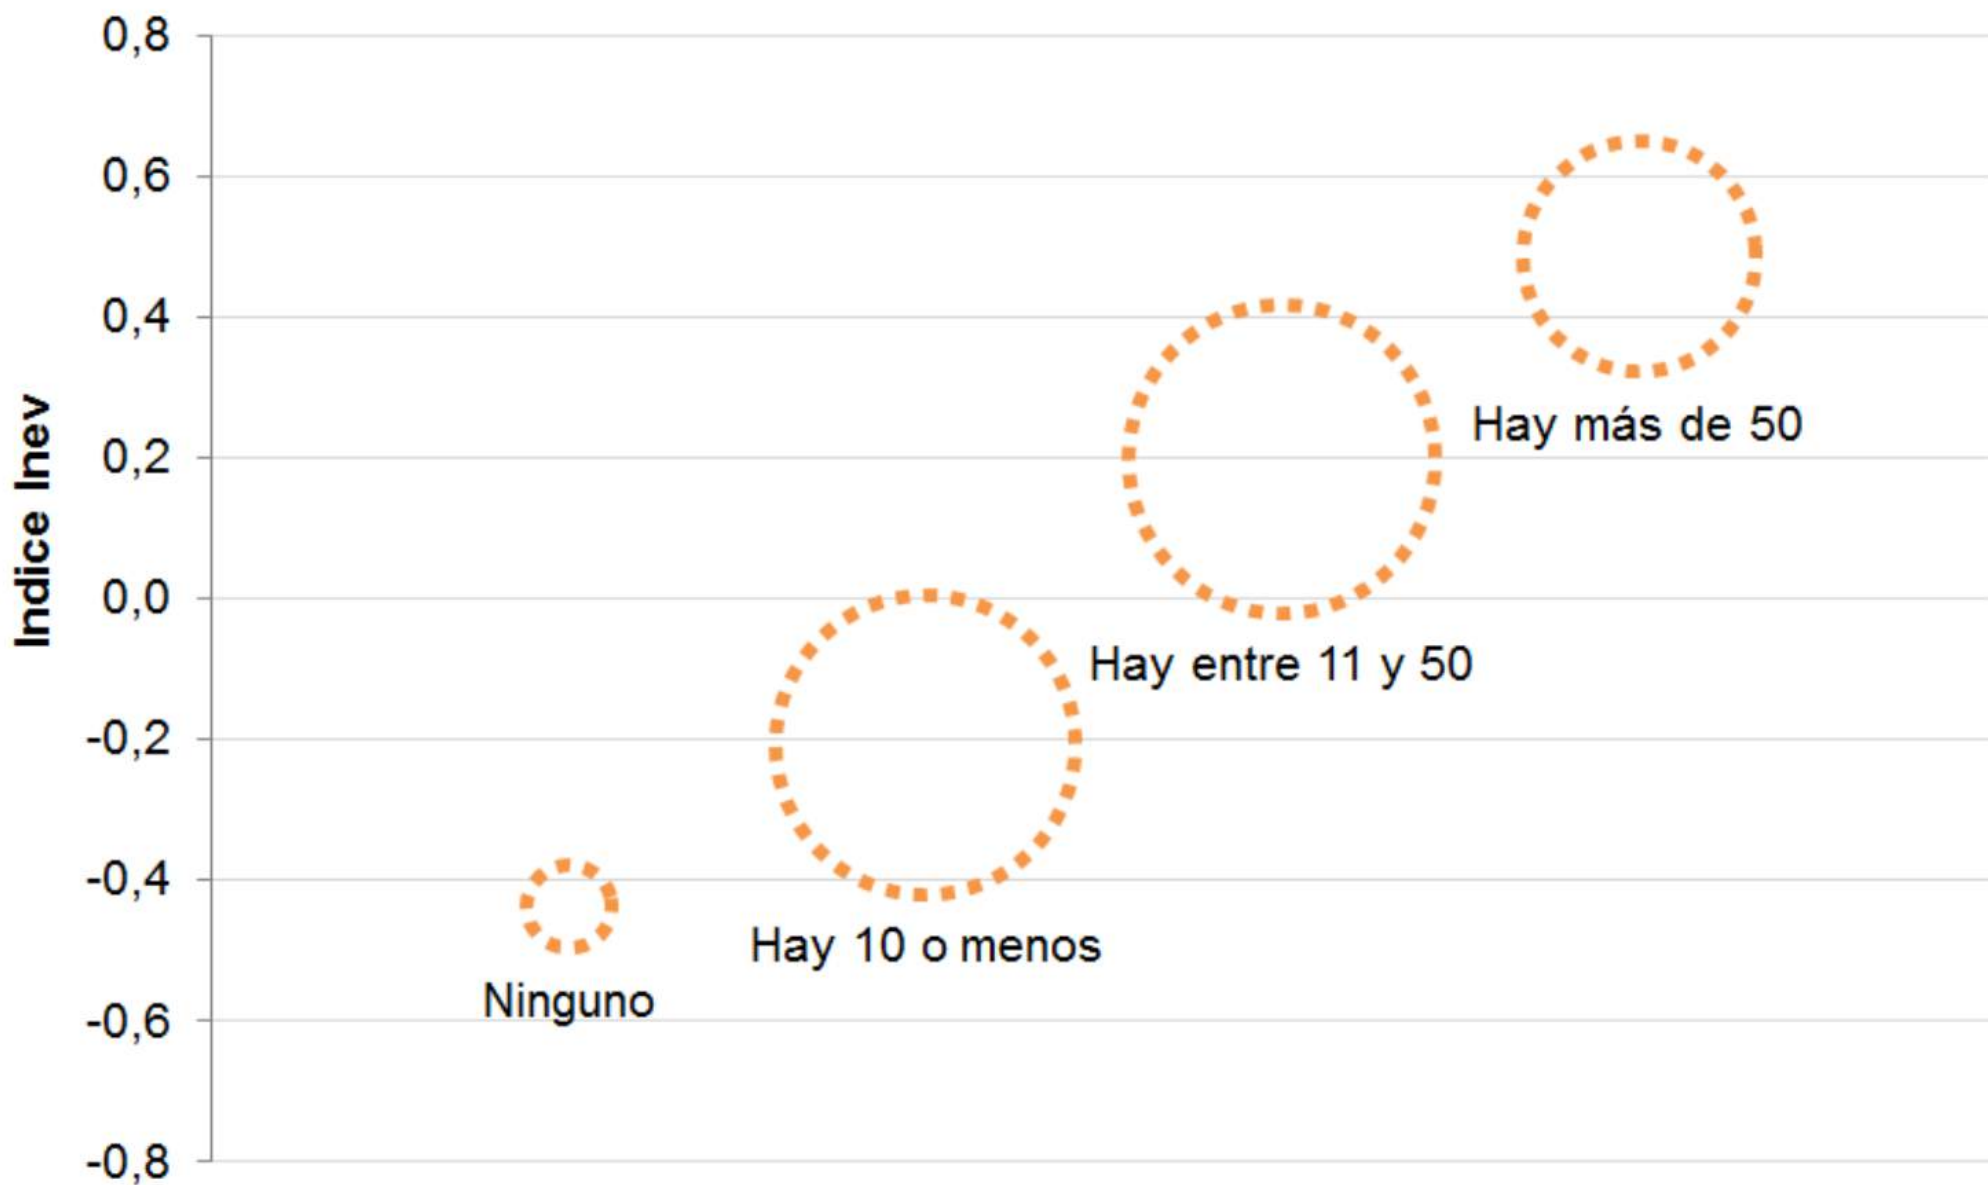 0,8
0,6
0,4
0,2
0,0
-0,2
-0,4
-0,6
-0,8
Indice Inev
Ninguno
Hay 10 o menos
Hay entre 11 y 50
Hay más de 50